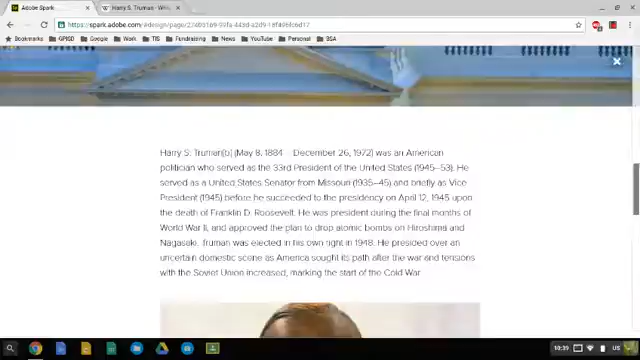 Adobe Spark
Harry S. Truman - Wiki
https://spark.adobe.com
Bookmarks GPISD Google Work TIS Fundraizing News YouTube Personal BSA
Harry S. Truman[b] (May 8, 1884 – December 26, 1972) was an American
politician who served as the 33rd President of the United States (1945–53). He
served as a United States Senator from Missouri (1935–45) and briefly as Vice
President (1945) before he succeeded to the presidency on April 12, 1945 upon
the death of Franklin D. Roosevelt. He was president during the final months of
World War II, and approved the plan to drop atomic bombs on Hiroshima and
Nagasaki. Truman was elected in his own right in 1948. He presided over an
uncertain domestic scene as America sought its path after the war and tensions
with the Soviet Union increased, marking the start of the Cold War
10:39 US